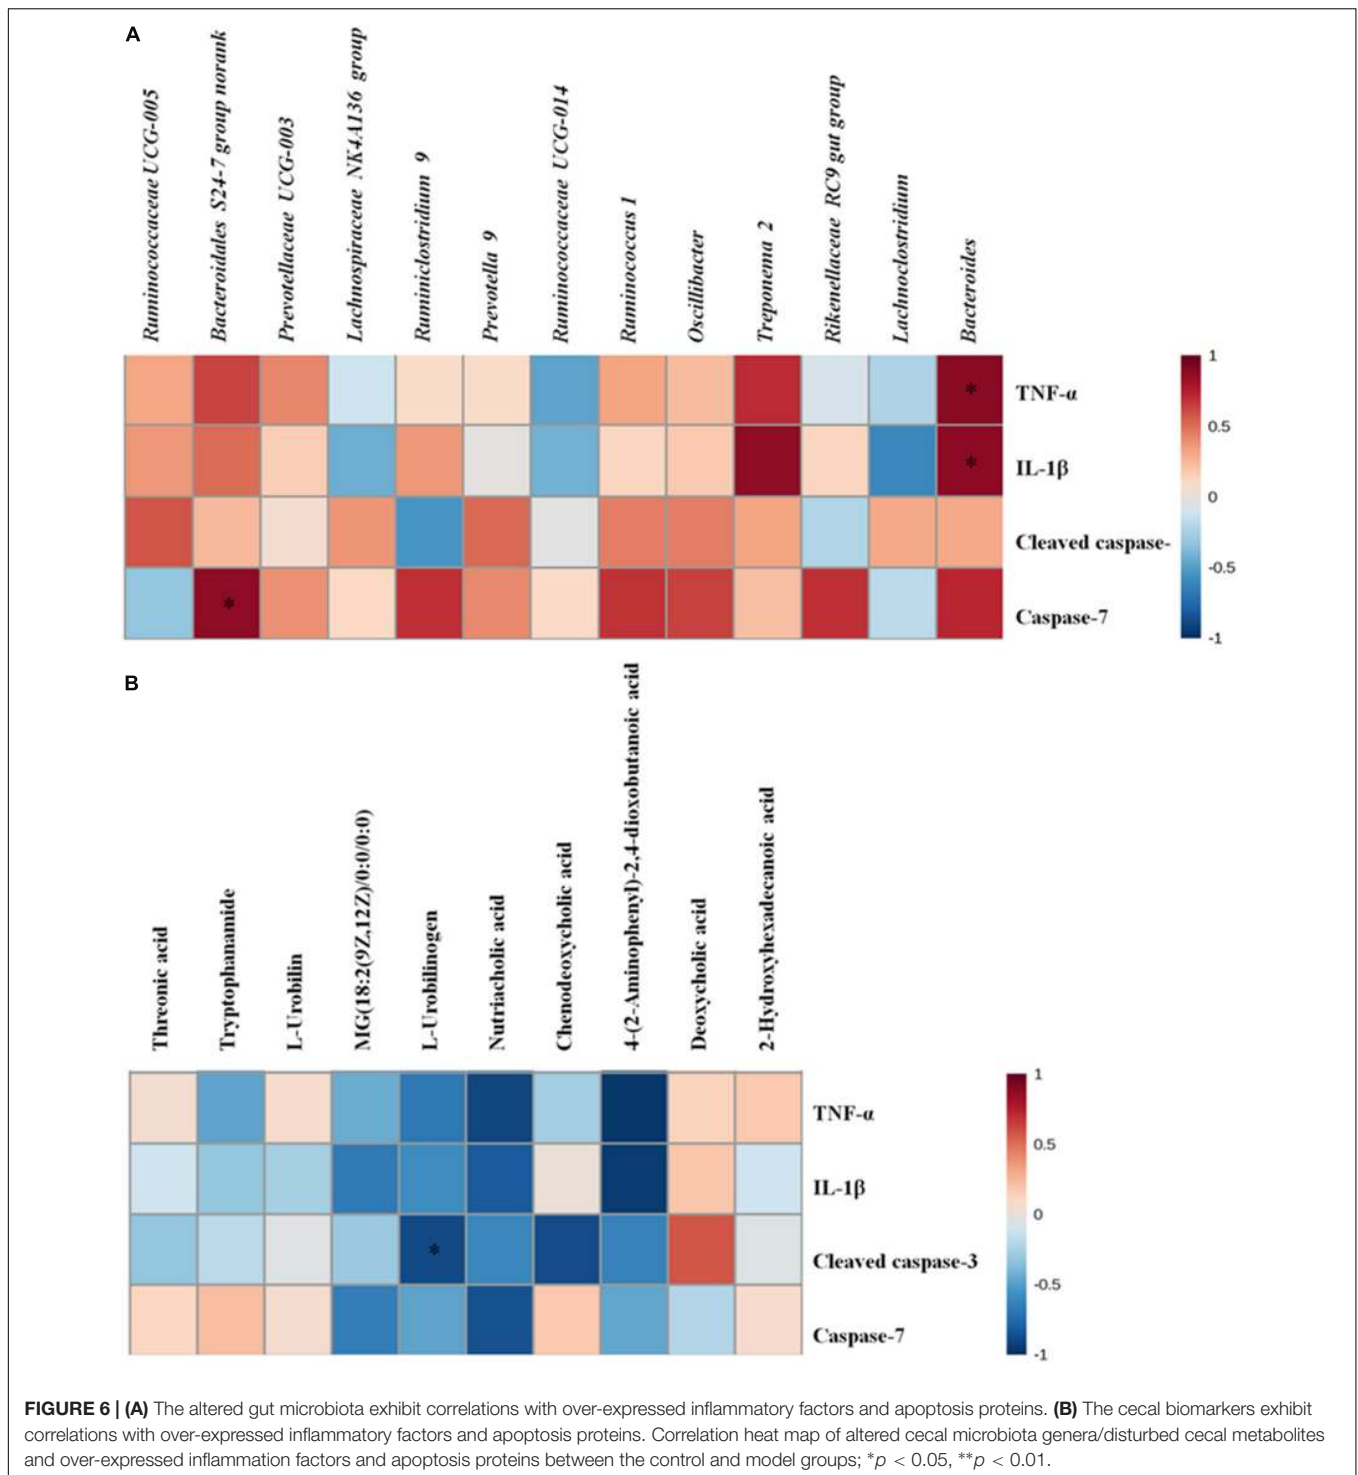 A
Ruminococcaceae UCG-005
Bacteroidales S24-7 group norank
Prevotellaceae UCG-003
Lachnospiraceae NK4A136 group
Ruminiclostridium 9
Prevotella 9
Ruminococcaceae UCG-014
Ruminococcus 1
Oscillibacter
Treponema 2
Rikenellaceae RC9 gut group
Lachnoclostridium
Bacteroides
*
TNF-α
*
IL-1β
Cleaved caspase-
*
Caspase-7
1
0.5
0
-0.5
-1
B
Threonic acid
Tryptophanamide
L-Urobilin
MG(18:2(9Z,12Z)/0:0/0:0)
L-Urobilinogen
Nutriacholic acid
Chenodeoxycholic acid
4-(2-Aminophenyl)-2,4-dioxobutanoic acid
Deoxycholic acid
2-Hydroxyhexadecanoic acid
TNF-α
IL-1β
*
Cleaved caspase-3
Caspase-7
1
0.5
0
-0.5
-1
FIGURE 6 | (A) The altered gut microbiota exhibit correlations with over-expressed inflammatory factors and apoptosis proteins. (B) The cecal biomarkers exhibit
correlations with over-expressed inflammatory factors and apoptosis proteins. Correlation heat map of altered cecal microbiota genera/disturbed cecal metabolites
and over-expressed inflammation factors and apoptosis proteins between the control and model groups; *p < 0.05, **p < 0.01.